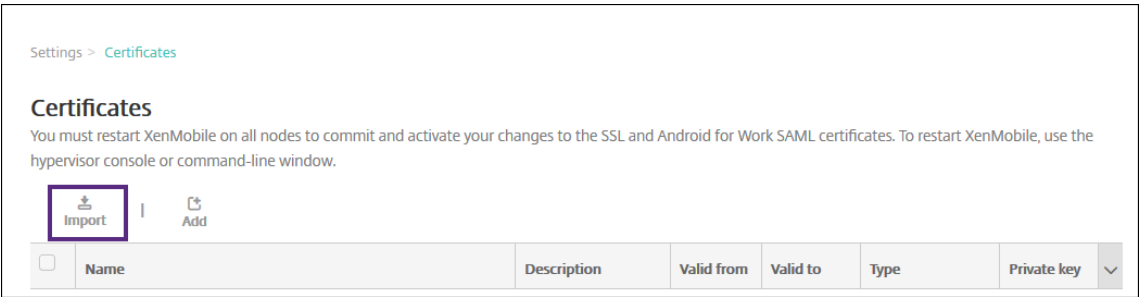 Settings > Certificates
Certificates
You must restart XenMobile on all nodes to commit and activate your changes to the SSL and Android for Work SAML certificates. To restart XenMobile, use the
hypervisor console or command-line window.
Import | Add
Name Description Valid from Valid to Type Private key